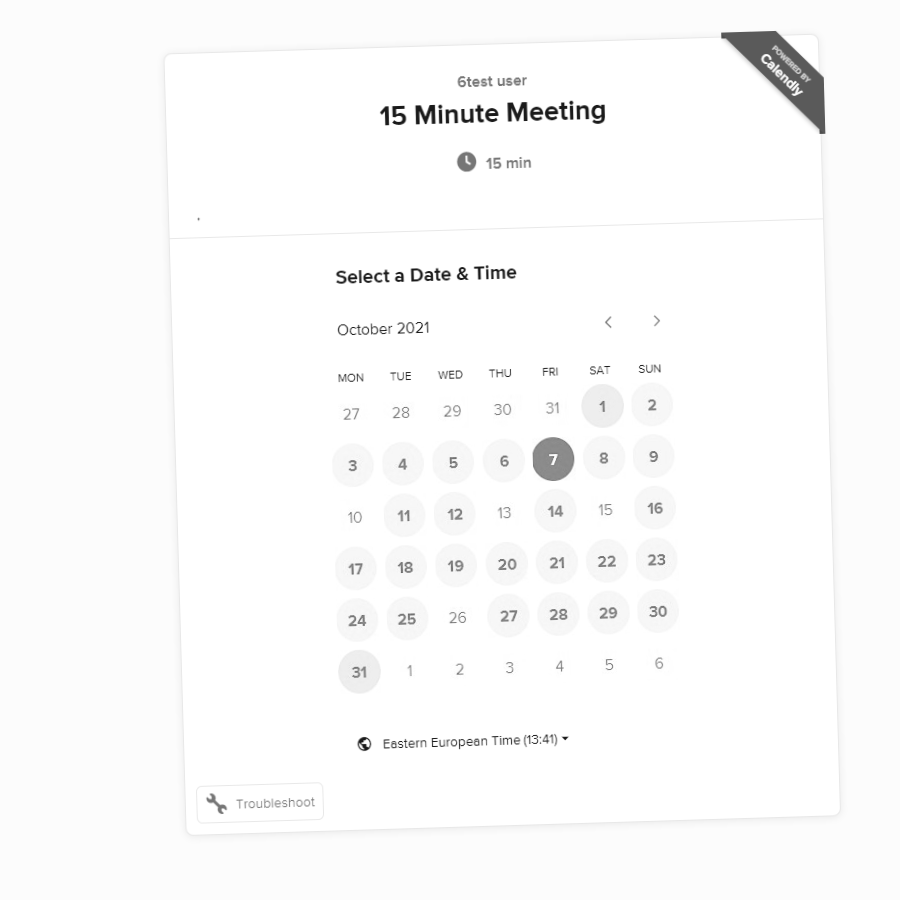 POWERED BY
Calendly
6test user
15 Minute Meeting
15 min
.
Select a Date & Time
October 2021
MON TUE WED THU FRI SAT SUN
27 28 29 30 31 1 2
3 4 5 6 7 8 9
10 11 12 13 14 15 16
17 18 19 20 21 22 23
24 25 26 27 28 29 30
31 1 2 3 4 5 6
Eastern European Time (13:41)
Troubleshoot